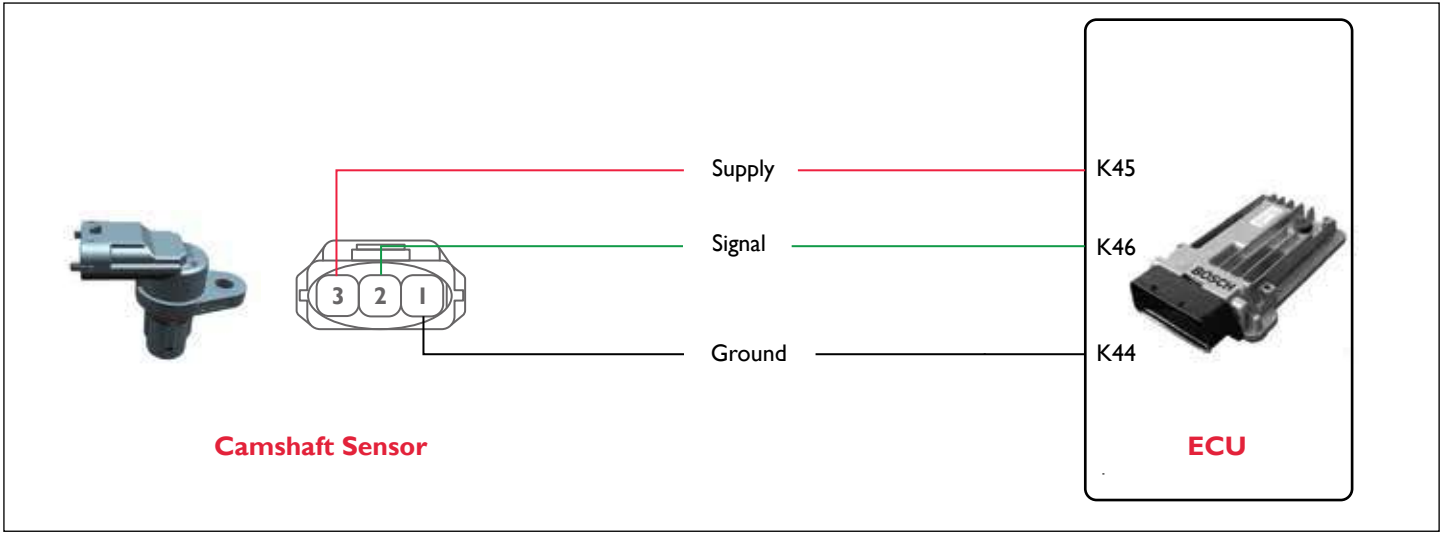 Supply
K45
Signal
K46
3 2 1
BOSCH
Ground
K44
Camshaft Sensor
ECU